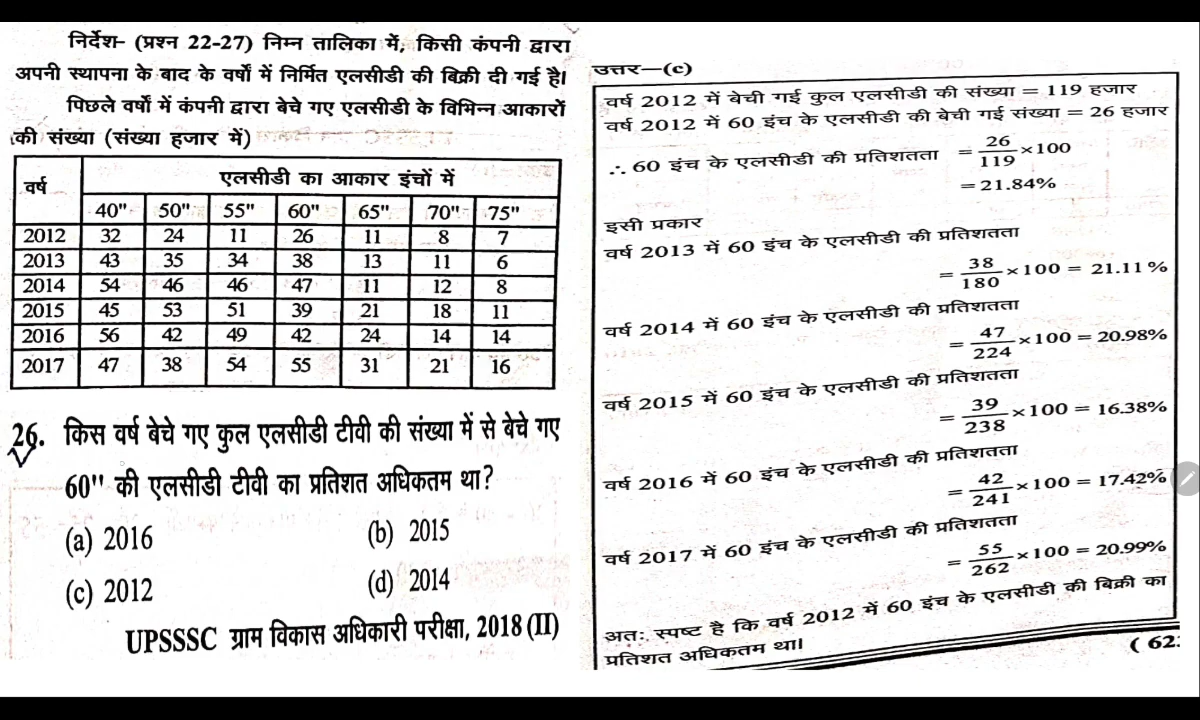 निर्देश- (प्रश्न 22-27) निम्न तालिका में, किसी कंपनी द्वारा
अपनी स्थापना के बाद के वर्षों में निर्मित एलसीडी की बिक्री दी गई है।
पिछले वर्षों में कंपनी द्वारा बेचे गए एलसीडी के विभिन्न आकारों
की संख्या (संख्या हजार में)
वर्ष एलसीडी का आकार इंचों में
40" 50" 55" 60" 65" 70" 75"
2012 32 24 11 26 11 8 7
2013 43 35 34 38 13 11 6
2014 54 46 46 47 11 12 8
2015 45 53 51 39 21 18 11
2016 56 42 49 42 24 14 14
2017 47 38 54 55 31 21 16
26. किस वर्ष बेचे गए कुल एलसीडी टीवी की संख्या में से बेचे गए
60" की एलसीडी टीवी का प्रतिशत अधिकतम था?
(a) 2016 (b) 2015
(c) 2012 (d) 2014
UPSSSC ग्राम विकास अधिकारी परीक्षा, 2018 (II)
उत्तर—(c)
वर्ष 2012 में बेची गई कुल एलसीडी की संख्या = 119 हजार
वर्ष 2012 में 60 इंच के एलसीडी की बेची गई संख्या = 26 हजार
∴ 60 इंच के एलसीडी की प्रतिशतता = 26/119 ×100
= 21.84%
इसी प्रकार
वर्ष 2013 में 60 इंच के एलसीडी की प्रतिशतता
= 38/180 ×100 = 21.11%
वर्ष 2014 में 60 इंच के एलसीडी की प्रतिशतता
= 47/224 ×100 = 20.98%
वर्ष 2015 में 60 इंच के एलसीडी की प्रतिशतता
= 39/238 ×100 = 16.38%
वर्ष 2016 में 60 इंच के एलसीडी की प्रतिशतता
= 42/241 ×100 = 17.42%
वर्ष 2017 में 60 इंच के एलसीडी की प्रतिशतता
= 55/262 ×100 = 20.99%
अतः स्पष्ट है कि वर्ष 2012 में 60 इंच के एलसीडी की बिक्री का
प्रतिशत अधिकतम था।